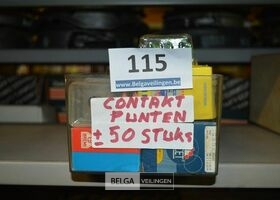 115
www.Belgaveilingen.be
CONTAKT
PUNTEN
± 50 STUKS
BELGA VEILINGEN